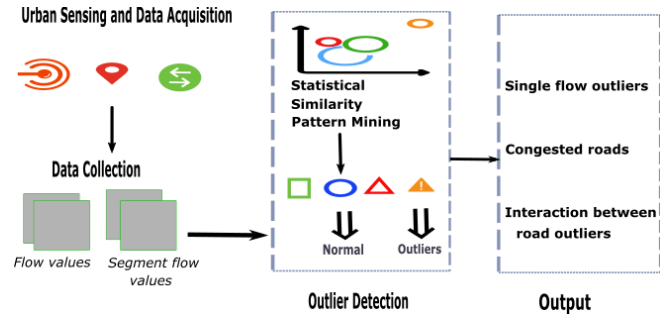 Urban Sensing and Data Acquisition
Data Collection
Flow values
Segment flow
values
Statistical
Similarity
Pattern Mining
Normal
Outliers
Outlier Detection
Single flow outliers
Congested roads
Interaction between
road outliers
Output